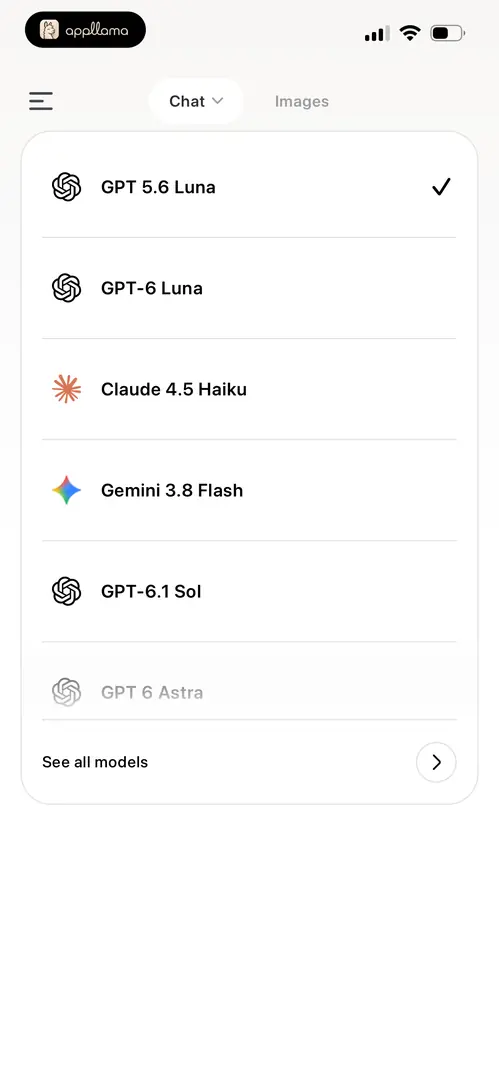 appllama
Chat
Images
GPT 5.6 Luna
GPT-6 Luna
Claude 4.5 Haiku
Gemini 3.8 Flash
GPT-6.1 Sol
GPT 6 Astra
See all models